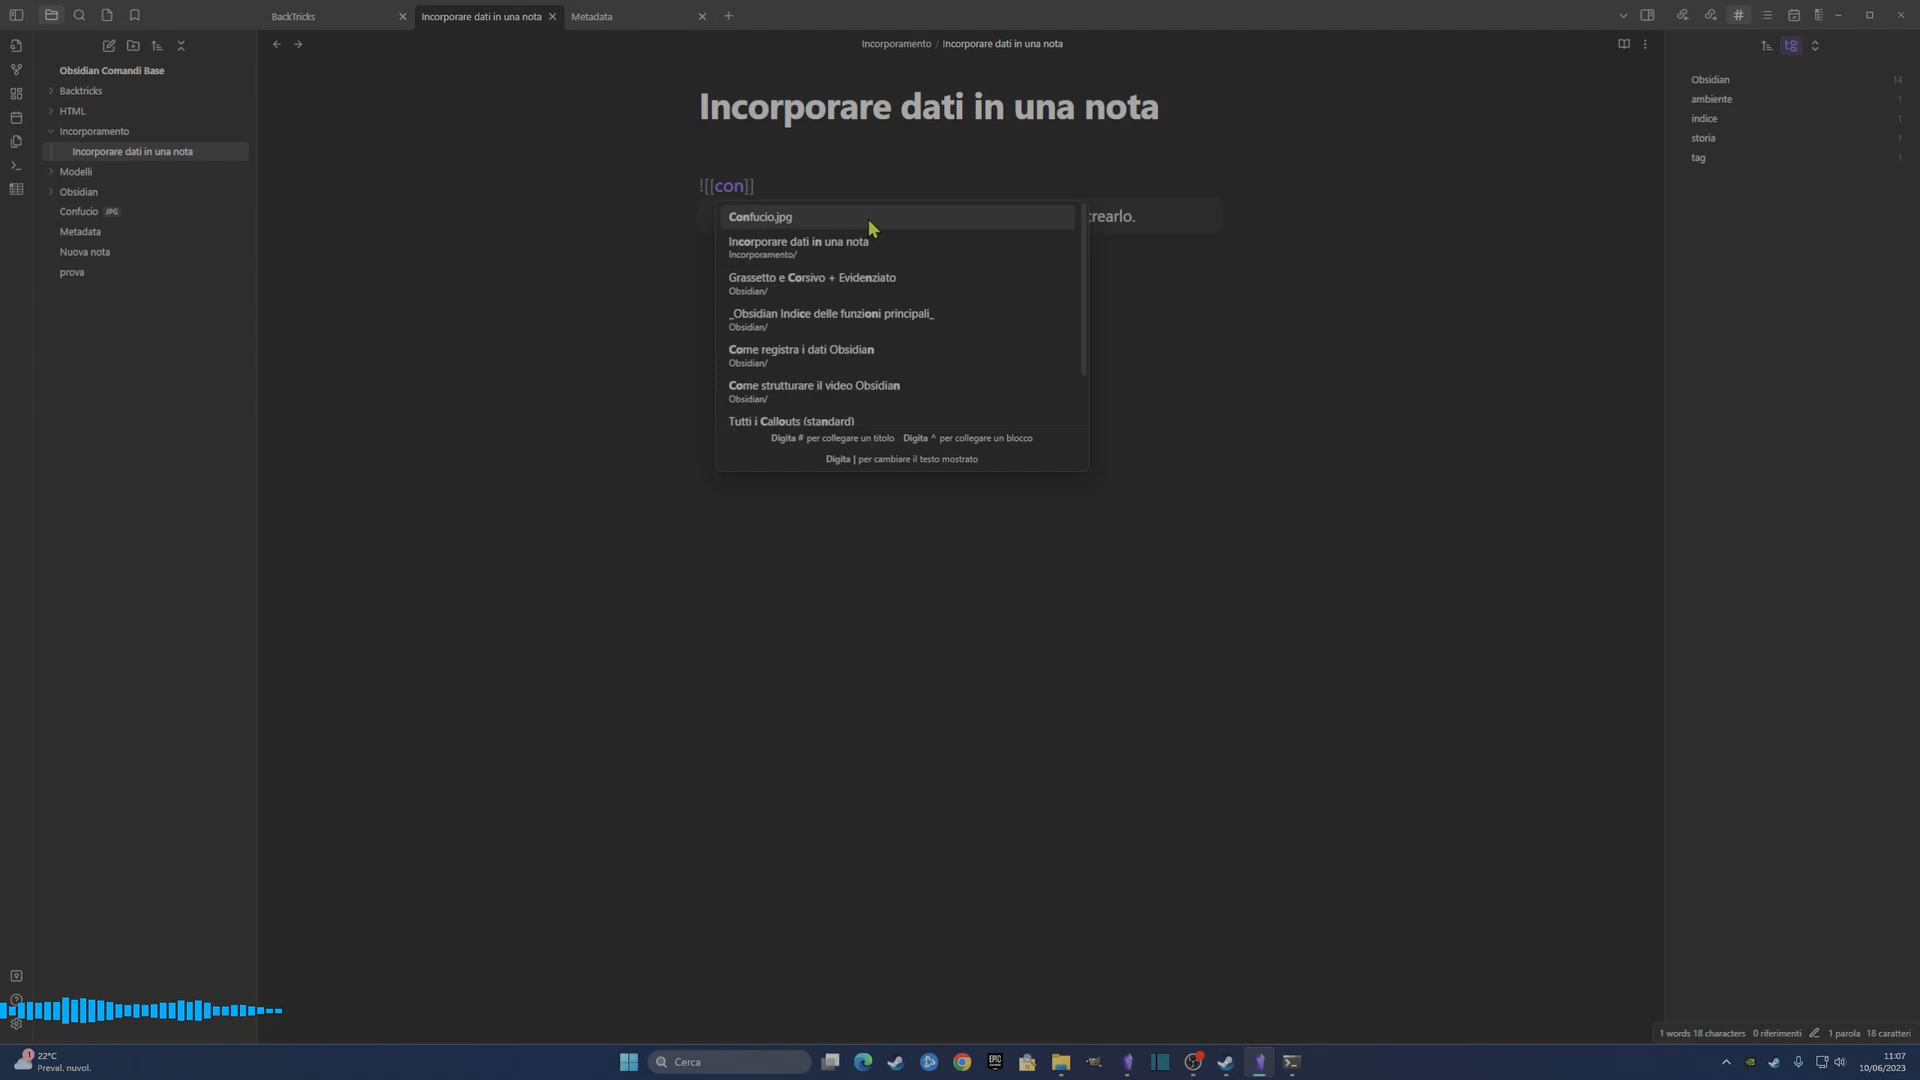 BackTricks
Incorporare dati in una nota
Metadata
Incorporamento / Incorporare dati in una nota
Obsidian Comandi Base
Backtricks
HTML
Incorporamento
Incorporare dati in una nota
Modelli
Obsidian
Confucio JPG
Metadata
Nuova nota
prova
Incorporare dati in una nota
![[con]]
crearlo.
Confucio.jpg
Incorporare dati in una nota
Incorporamento/
Grassetto e Corsivo + Evidenziato
Obsidian/
_Obsidian Indice delle funzioni principali_
Obsidian/
Come registra i dati Obsidian
Obsidian/
Come strutturare il video Obsidian
Obsidian/
Tutti i Callouts (standard)
Digita # per collegare un titolo Digita ^ per collegare un blocco
Digita | per cambiare il testo mostrato
Obsidian 14
ambiente 1
indice 1
storia 1
tag 1
1 words 18 characters 0 riferimenti 1 parola 18 caratteri
1
22°C
Preval. nuvol.
Cerca
EPIC
11:07
10/06/2023